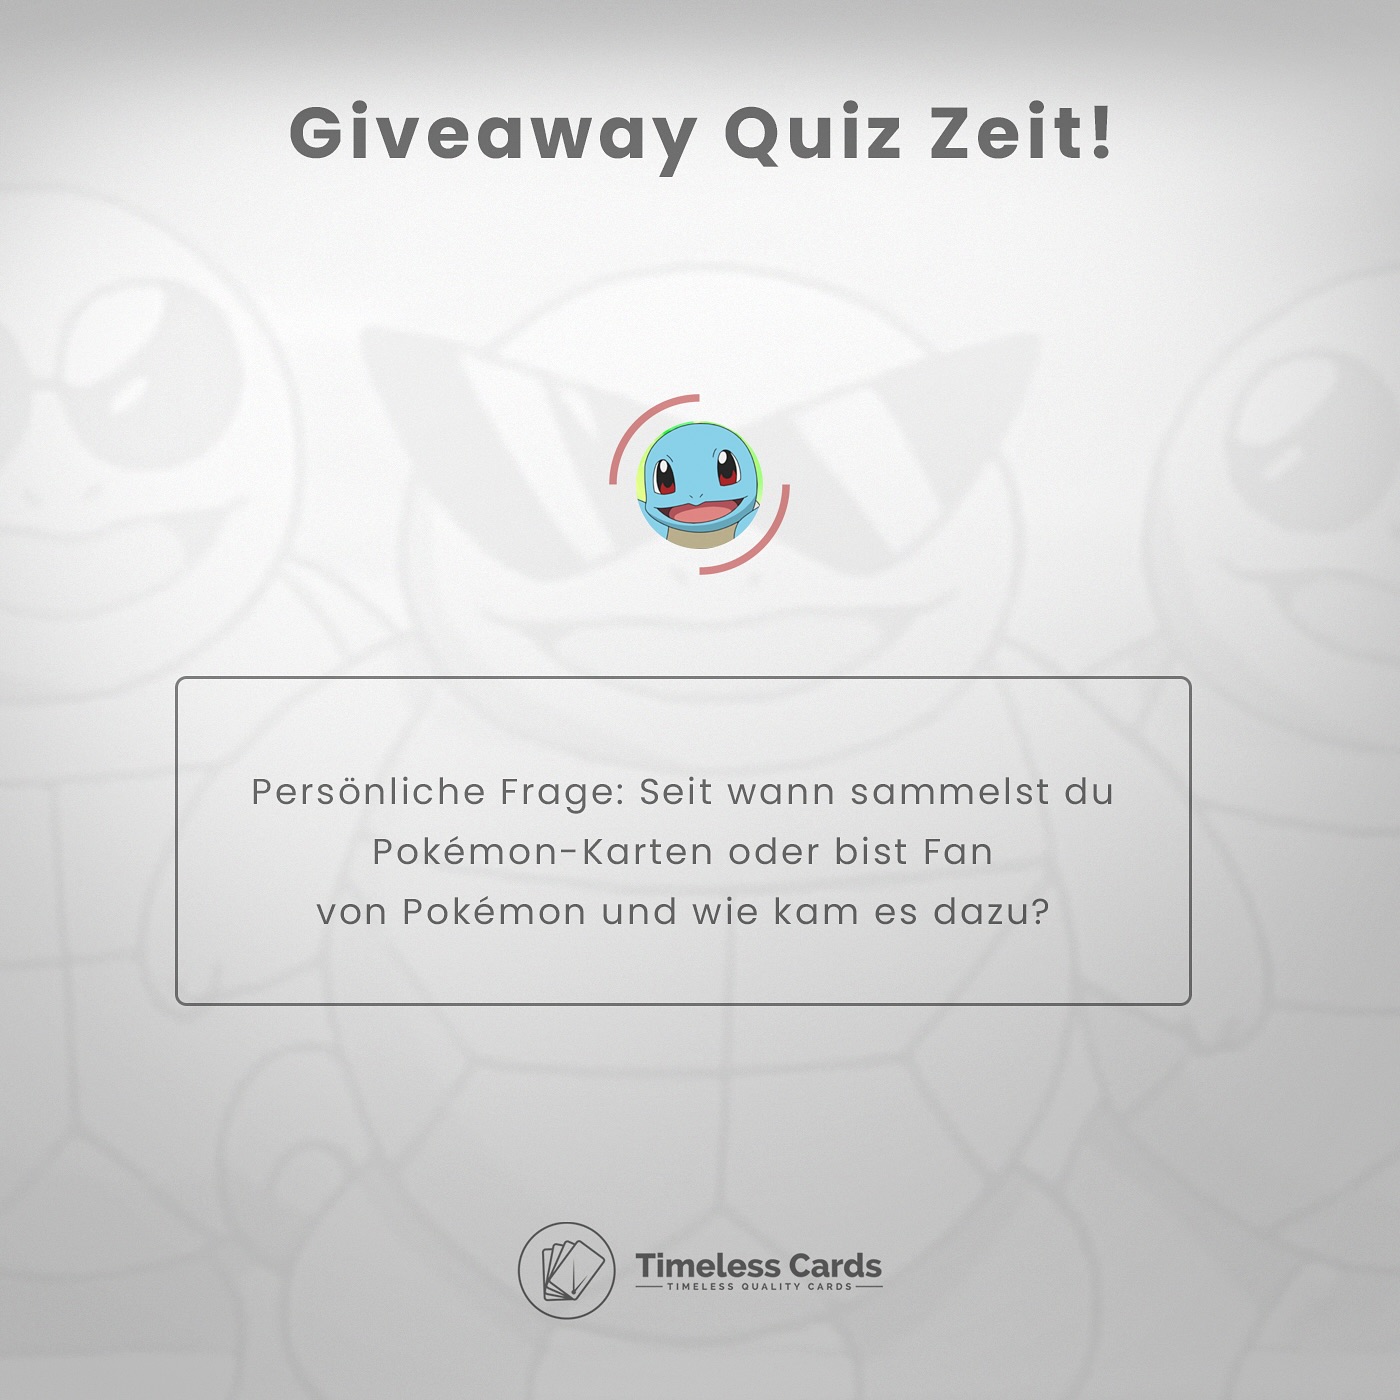 Giveaway Quiz Zeit!
Persönliche Frage: Seit wann sammelst du
Pokémon-Karten oder bist Fan
von Pokémon und wie kam es dazu?
Timeless Cards
TIMELESS QUALITY CARDS